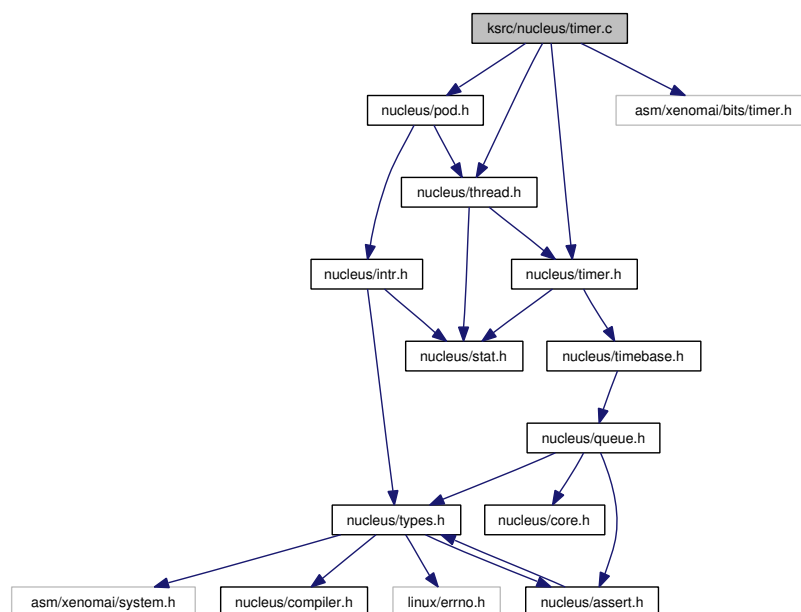 ksrc/nucleus/timer.c
nucleus/pod.h
asm/xenomai/bits/timer.h
nucleus/thread.h
nucleus/intr.h
nucleus/timer.h
nucleus/stat.h
nucleus/timebase.h
nucleus/queue.h
nucleus/types.h
nucleus/core.h
asm/xenomai/system.h
nucleus/compiler.h
linux/errno.h
nucleus/assert.h